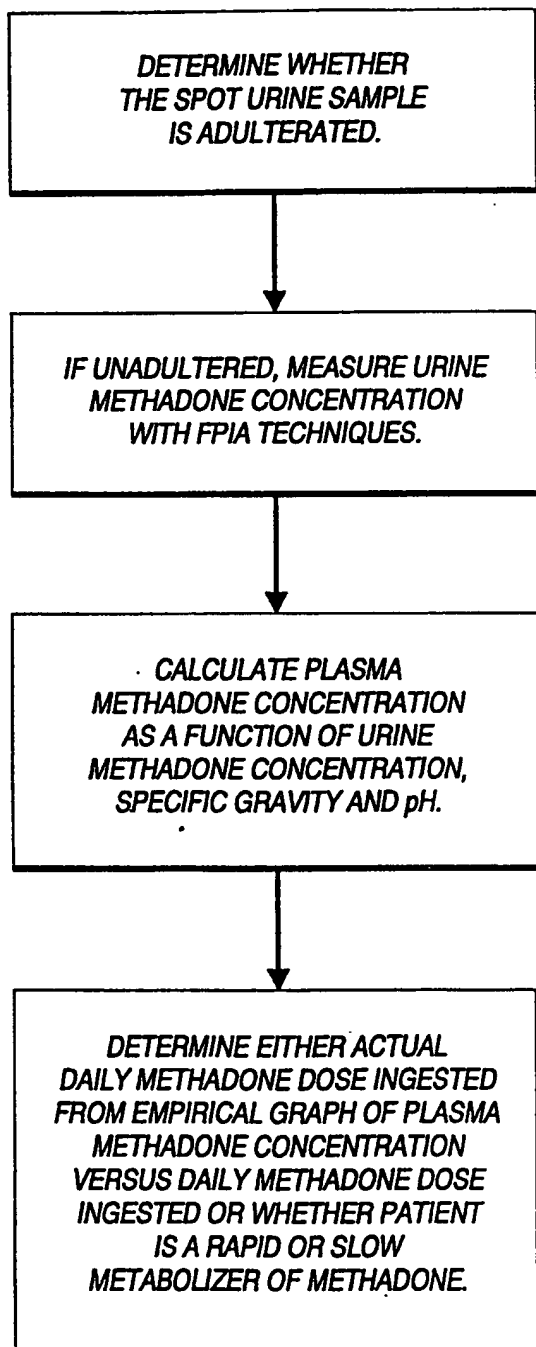 DETERMINE WHETHER
THE SPOT URINE SAMPLE
IS ADULTERATED.
IF UNADULTERED, MEASURE URINE
METHADONE CONCENTRATION
WITH FPIA TECHNIQUES.
CALCULATE PLASMA
METHADONE CONCENTRATION
AS A FUNCTION OF URINE
METHADONE CONCENTRATION,
SPECIFIC GRAVITY AND pH.
DETERMINE EITHER ACTUAL
DAILY METHADONE DOSE INGESTED
FROM EMPIRICAL GRAPH OF PLASMA
METHADONE CONCENTRATION
VERSUS DAILY METHADONE DOSE
INGESTED OR WHETHER PATIENT
IS A RAPID OR SLOW
METABOLIZER OF METHADONE.